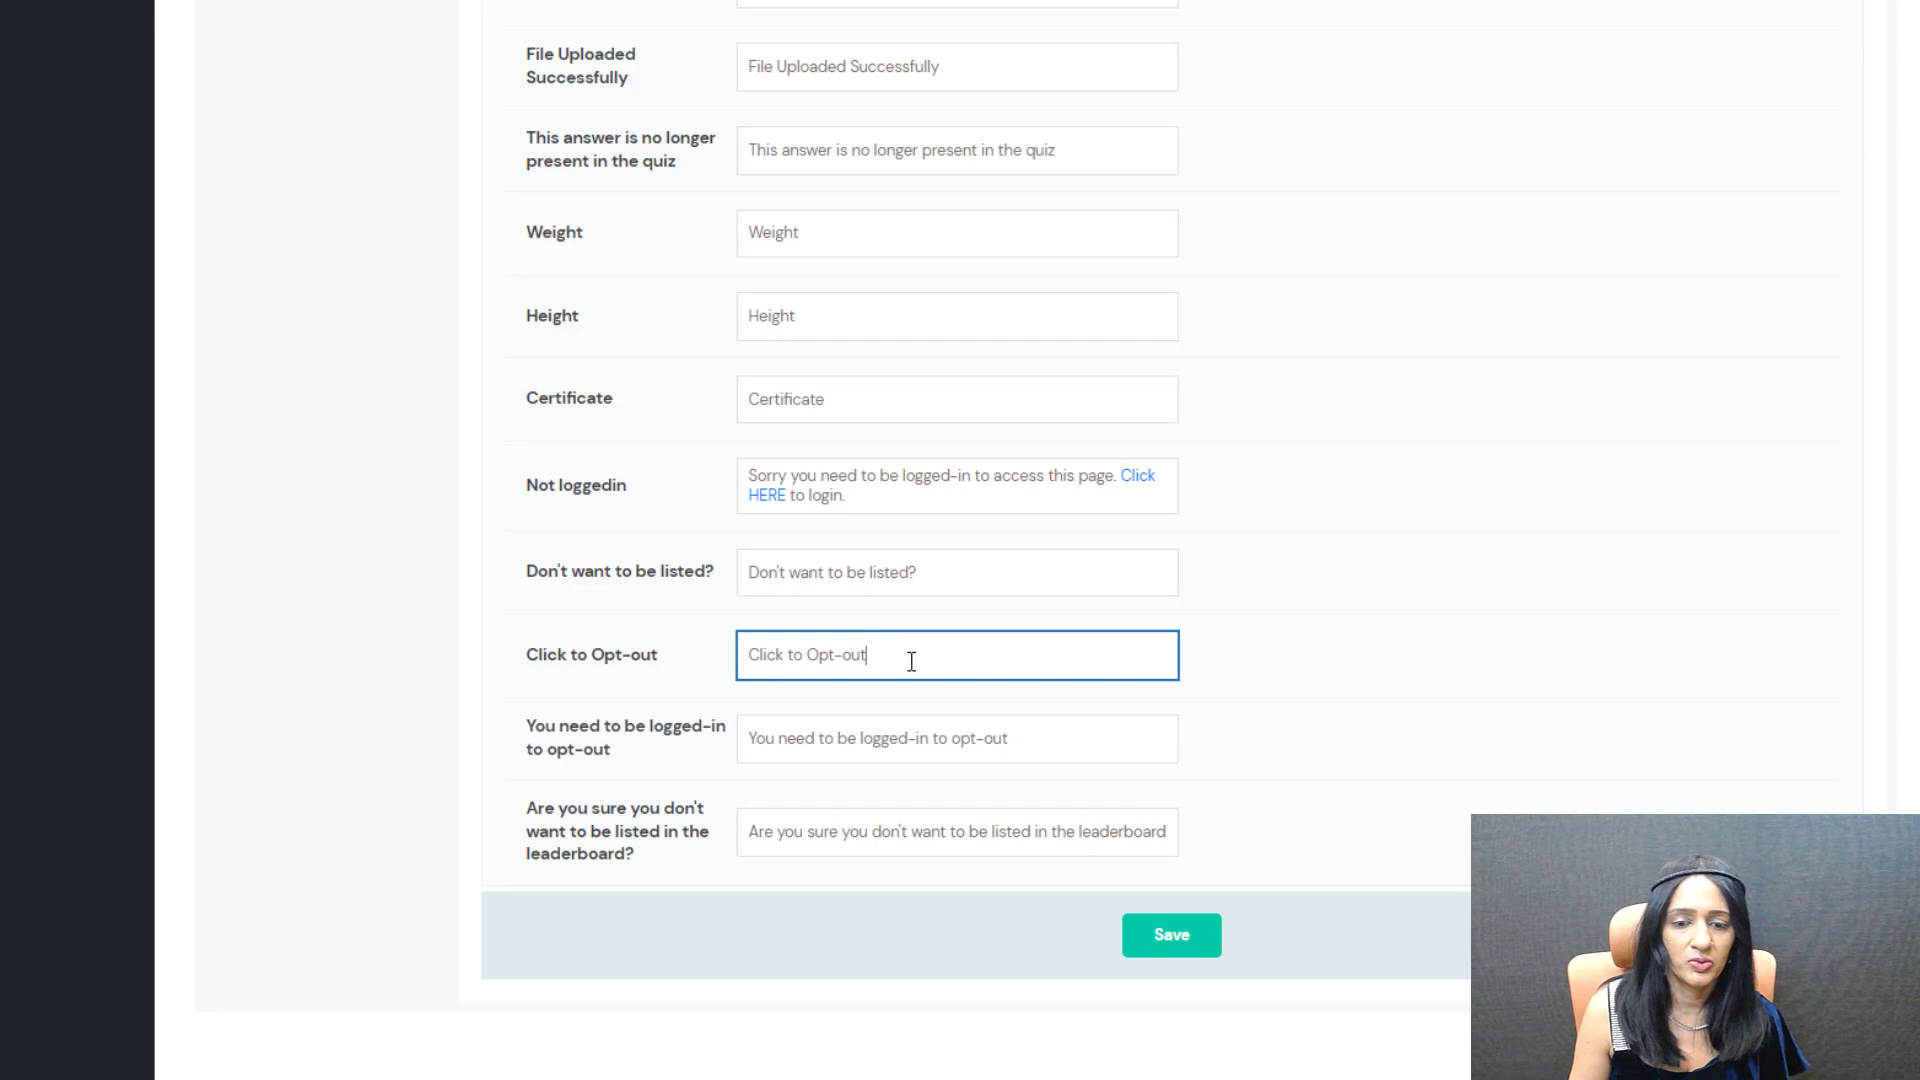 File Uploaded
Successfully
File Uploaded Successfully
This answer is no longer
present in the quiz
This answer is no longer present in the quiz
Weight
Weight
Height
Height
Certificate
Certificate
Not loggedin
Sorry you need to be logged-in to access this page. Click
HERE to login.
Don't want to be listed?
Don't want to be listed?
Click to Opt-out
Click to Opt-out
You need to be logged-in
to opt-out
You need to be logged-in to opt-out
Are you sure you don't
want to be listed in the
leaderboard?
Are you sure you don't want to be listed in the leaderboard
Save